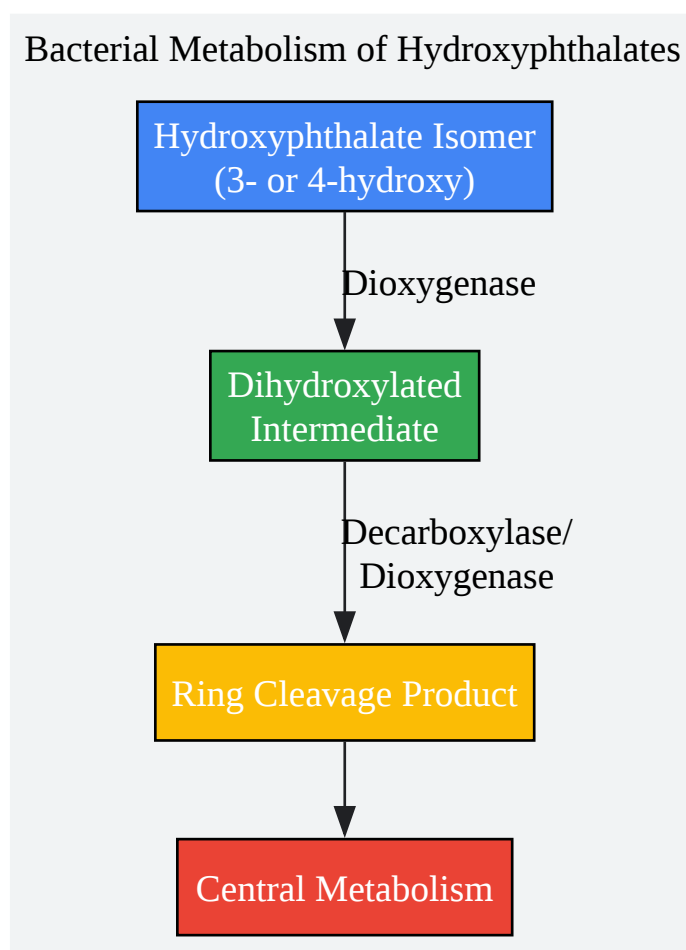 Bacterial Metabolism of Hydroxyphthalates
Hydroxyphthalate Isomer
(3- or 4-hydroxy)
Dioxygenase
Dihydroxylated
Intermediate
Decarboxylase/
Dioxygenase
Ring Cleavage Product
Central Metabolism